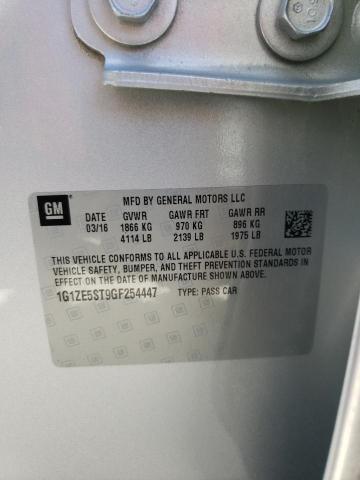 GM
MFD BY GENERAL MOTORS LLC
DATE GVWR GAWR FRT GAWR RR
03/16 1866 KG 970 KG 896 KG
4114 LB 2139 LB 1975 LB
THIS VEHICLE CONFORMS TO ALL APPLICABLE U.S. FEDERAL MOTOR
VEHICLE SAFETY, BUMPER, AND THEFT PREVENTION STANDARDS
IN EFFECT ON THE DATE OF MANUFACTURE SHOWN ABOVE.
1G1ZE5ST9GF254447 TYPE: PASS CAR